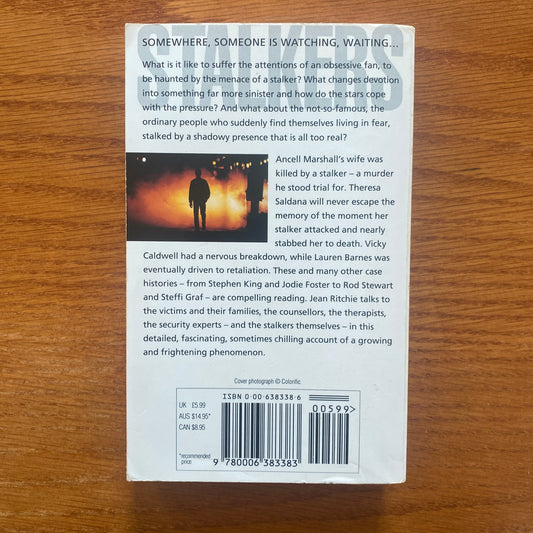 STALKERS
SOMEWHERE, SOMEONE IS WATCHING, WAITING...
What is it like to suffer the attentions of an obsessive fan, to
be haunted by the menace of a stalker? What changes devotion
into something far more sinister and how do the stars cope
with the pressure? And what about the not-so-famous, the
ordinary people who suddenly find themselves living in fear,
stalked by a shadowy presence that is all too real?
Ancell Marshall's wife was
killed by a stalker – a murder
he stood trial for. Theresa
Saldana will never escape the
memory of the moment her
stalker attacked and nearly
stabbed her to death. Vicky
Caldwell had a nervous breakdown, while Lauren Barnes was
eventually driven to retaliation. These and many other case
histories – from Stephen King and Jodie Foster to Rod Stewart
and Steffi Graf – are compelling reading. Jean Ritchie talks to
the victims and their families, the counsellors, the therapists,
the security experts – and the stalkers themselves – in this
detailed, fascinating, sometimes chilling account of a growing
and frightening phenomenon.
Cover photograph © Colorific
UK £5.99
AUS $14.95*
CAN $8.95
*recommended
price
ISBN 0-00-638338-6
00599>
9 780006 383383